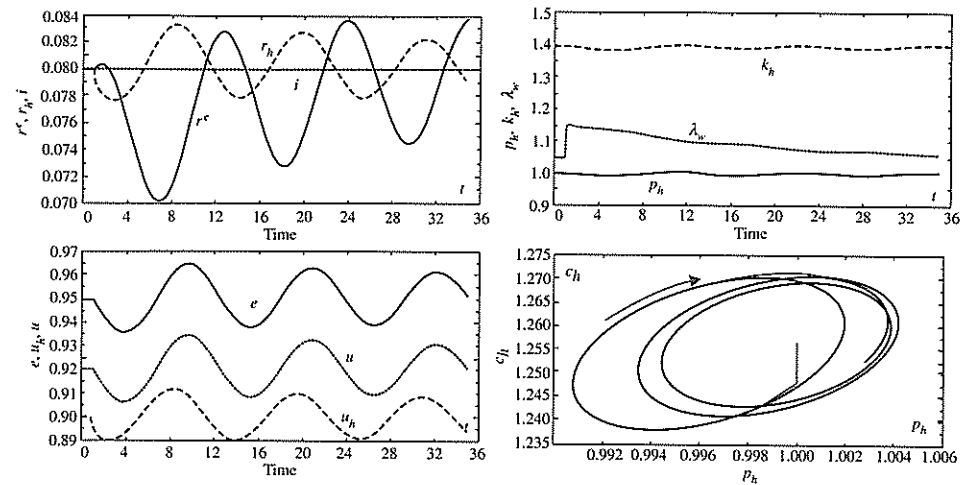 0.084
0.082
0.080
0.078
0.076
0.074
0.072
0.070
r^e, r_h, i
r_h
i
r^e
t
0 4 8 12 16 20 24 28 32 36
Time
1.5
1.4
1.3
1.2
1.1
1.0
0.9
p_h, k_h, λ_w
k_h
λ_w
p_h
t
0 4 8 12 16 20 24 28 32 36
Time
0.97
0.96
0.95
0.94
0.93
0.92
0.91
0.90
0.89
e, u_h, u
e
u
u_h
t
0 4 8 12 16 20 24 28 32 36
Time
1.275
1.270
1.265
1.260
1.255
1.250
1.245
1.240
1.235
c_h
c_h
p_h
0.992 0.994 0.996 0.998 1.000 1.002 1.004 1.006
p_h